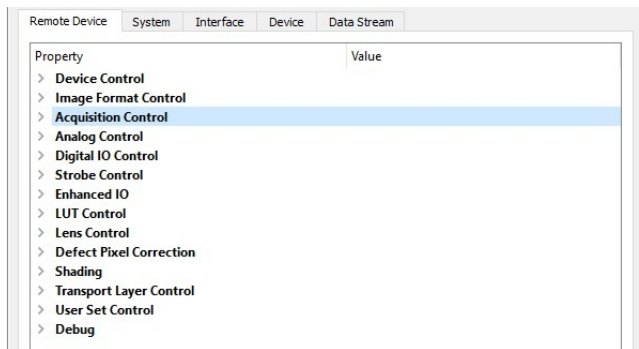 Remote Device System Interface Device Data Stream
Property Value
Device Control
Image Format Control
Acquisition Control
Analog Control
Digital IO Control
Strobe Control
Enhanced IO
LUT Control
Lens Control
Defect Pixel Correction
Shading
Transport Layer Control
User Set Control
Debug